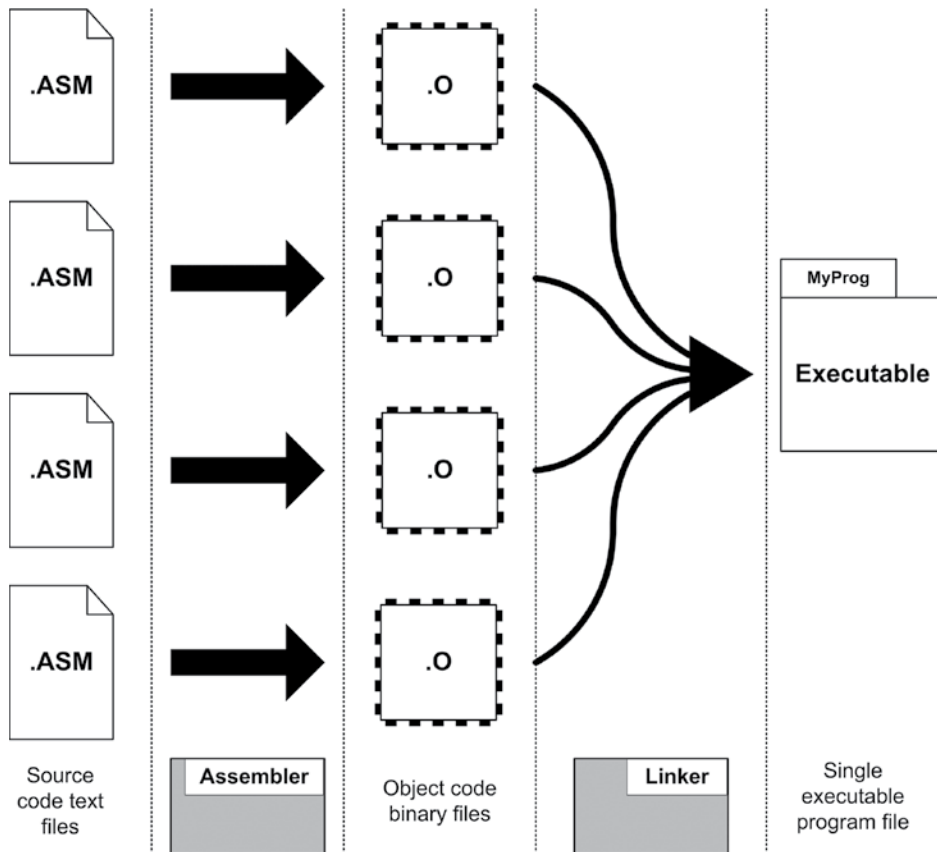 .ASM
.O
.ASM
.O
MyProg
Executable
.ASM
.O
.ASM
.O
Source
code text
files
Assembler
Object code
binary files
Linker
Single
executable
program file